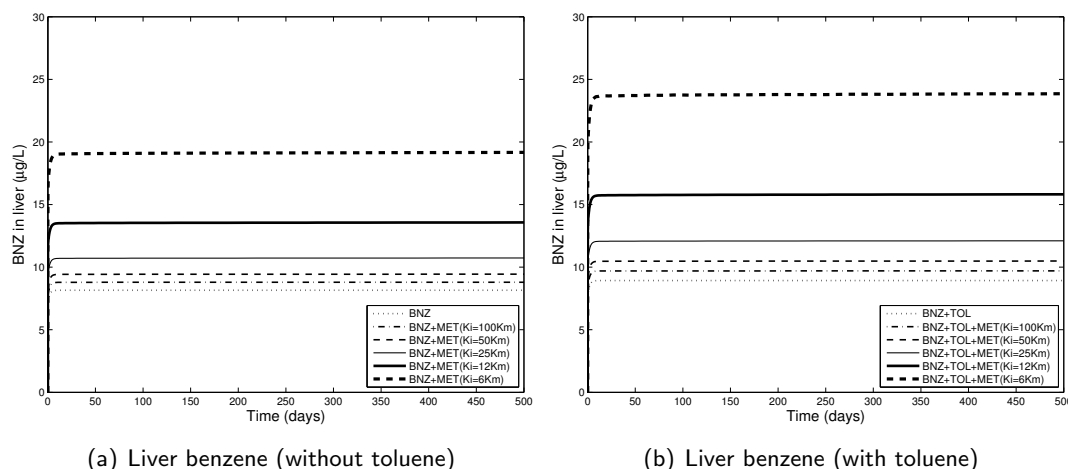 30
25
20
15
10
5
0
BNZ in liver (μg/L)
0 50 100 150 200 250 300 350 400 450 500
Time (days)
BNZ
BNZ+MET(Ki=100Km)
BNZ+MET(Ki=50Km)
BNZ+MET(Ki=25Km)
BNZ+MET(Ki=12Km)
BNZ+MET(Ki=6Km)
(a) Liver benzene (without toluene)
30
25
20
15
10
5
0
BNZ in liver (μg/L)
0 50 100 150 200 250 300 350 400 450 500
Time (days)
BNZ+TOL
BNZ+TOL+MET(Ki=100Km)
BNZ+TOL+MET(Ki=50Km)
BNZ+TOL+MET(Ki=25Km)
BNZ+TOL+MET(Ki=12Km)
BNZ+TOL+MET(Ki=6Km)
(b) Liver benzene (with toluene)